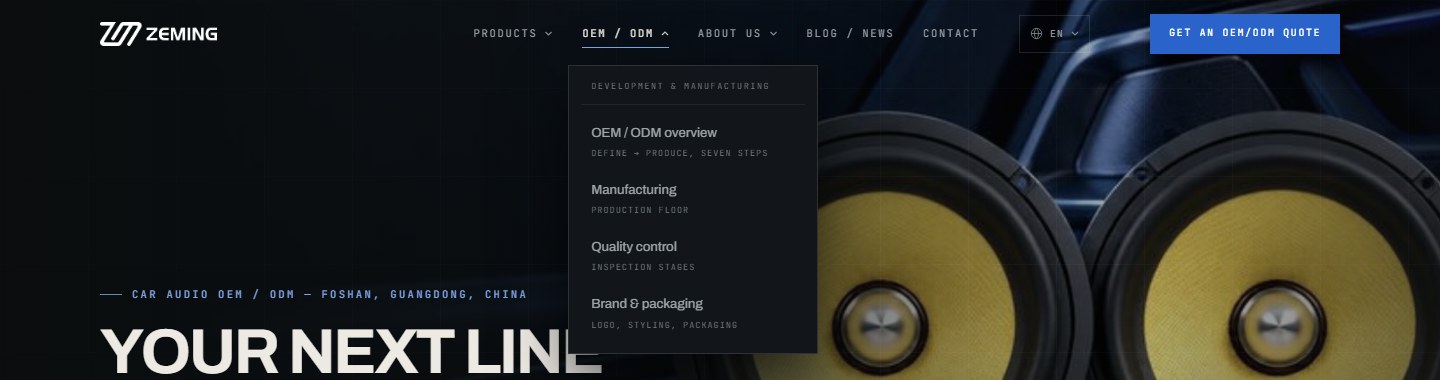 ZEMING
PRODUCTS
OEM / ODM
ABOUT US
BLOG / NEWS
CONTACT
EN
GET AN OEM/ODM QUOTE
DEVELOPMENT & MANUFACTURING
OEM / ODM overview
DEFINE → PRODUCE, SEVEN STEPS
Manufacturing
PRODUCTION FLOOR
Quality control
INSPECTION STAGES
Brand & packaging
LOGO, STYLING, PACKAGING
CAR AUDIO OEM / ODM — FOSHAN, GUANGDONG, CHINA
YOUR NEXT LINE